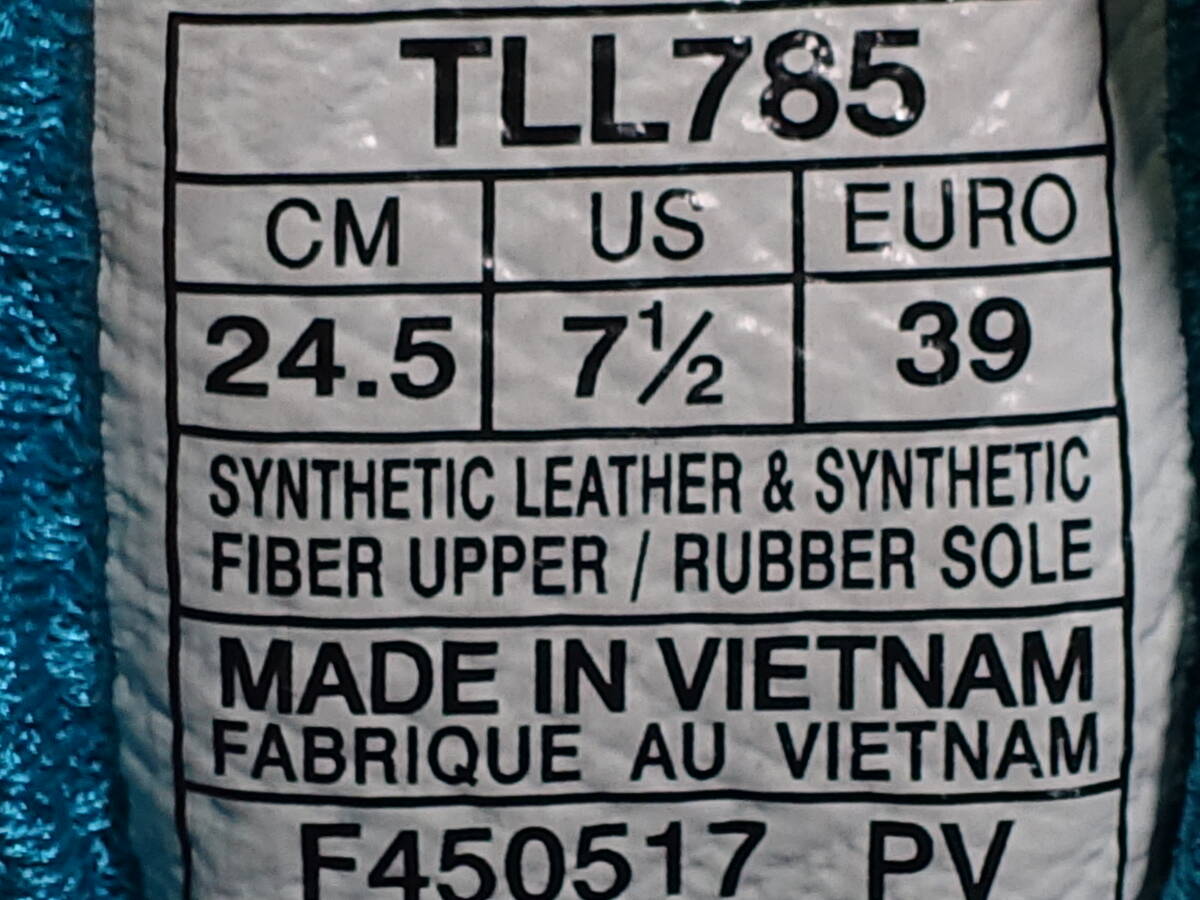 TLL785
CM US EURO
24.5 7½ 39
SYNTHETIC LEATHER & SYNTHETIC
FIBER UPPER / RUBBER SOLE
MADE IN VIETNAM
FABRIQUE AU VIETNAM
F450517 PV